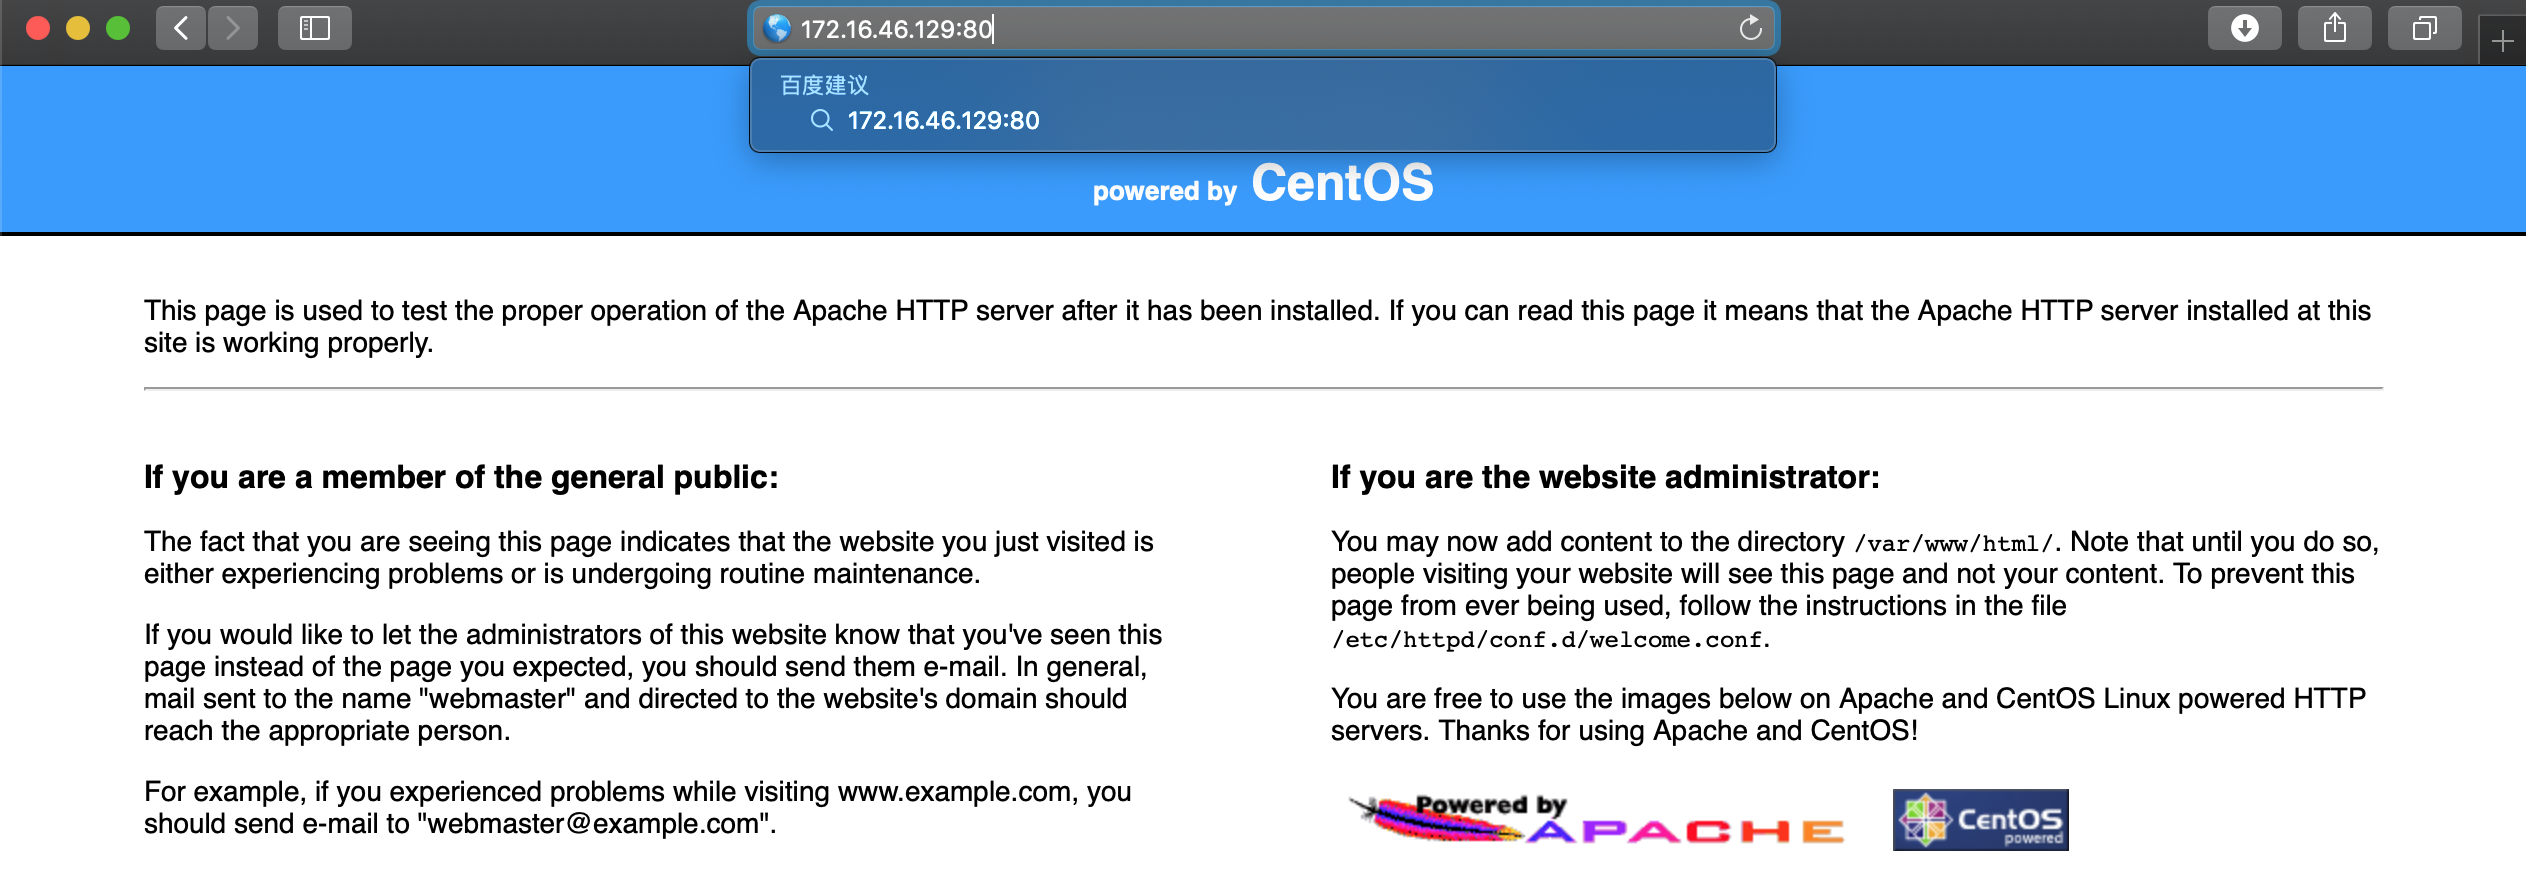 172.16.46.129:80
百度建议
172.16.46.129:80
powered by CentOS
This page is used to test the proper operation of the Apache HTTP server after it has been installed. If you can read this page it means that the Apache HTTP server installed at this
site is working properly.
If you are a member of the general public:
The fact that you are seeing this page indicates that the website you just visited is
either experiencing problems or is undergoing routine maintenance.
If you would like to let the administrators of this website know that you've seen this
page instead of the page you expected, you should send them e-mail. In general,
mail sent to the name "webmaster" and directed to the website's domain should
reach the appropriate person.
For example, if you experienced problems while visiting www.example.com, you
should send e-mail to "webmaster@example.com".
If you are the website administrator:
You may now add content to the directory /var/www/html/. Note that until you do so,
people visiting your website will see this page and not your content. To prevent this
page from ever being used, follow the instructions in the file
/etc/httpd/conf.d/welcome.conf.
You are free to use the images below on Apache and CentOS Linux powered HTTP
servers. Thanks for using Apache and CentOS!
Powered by
APACHE
CentOS
powered